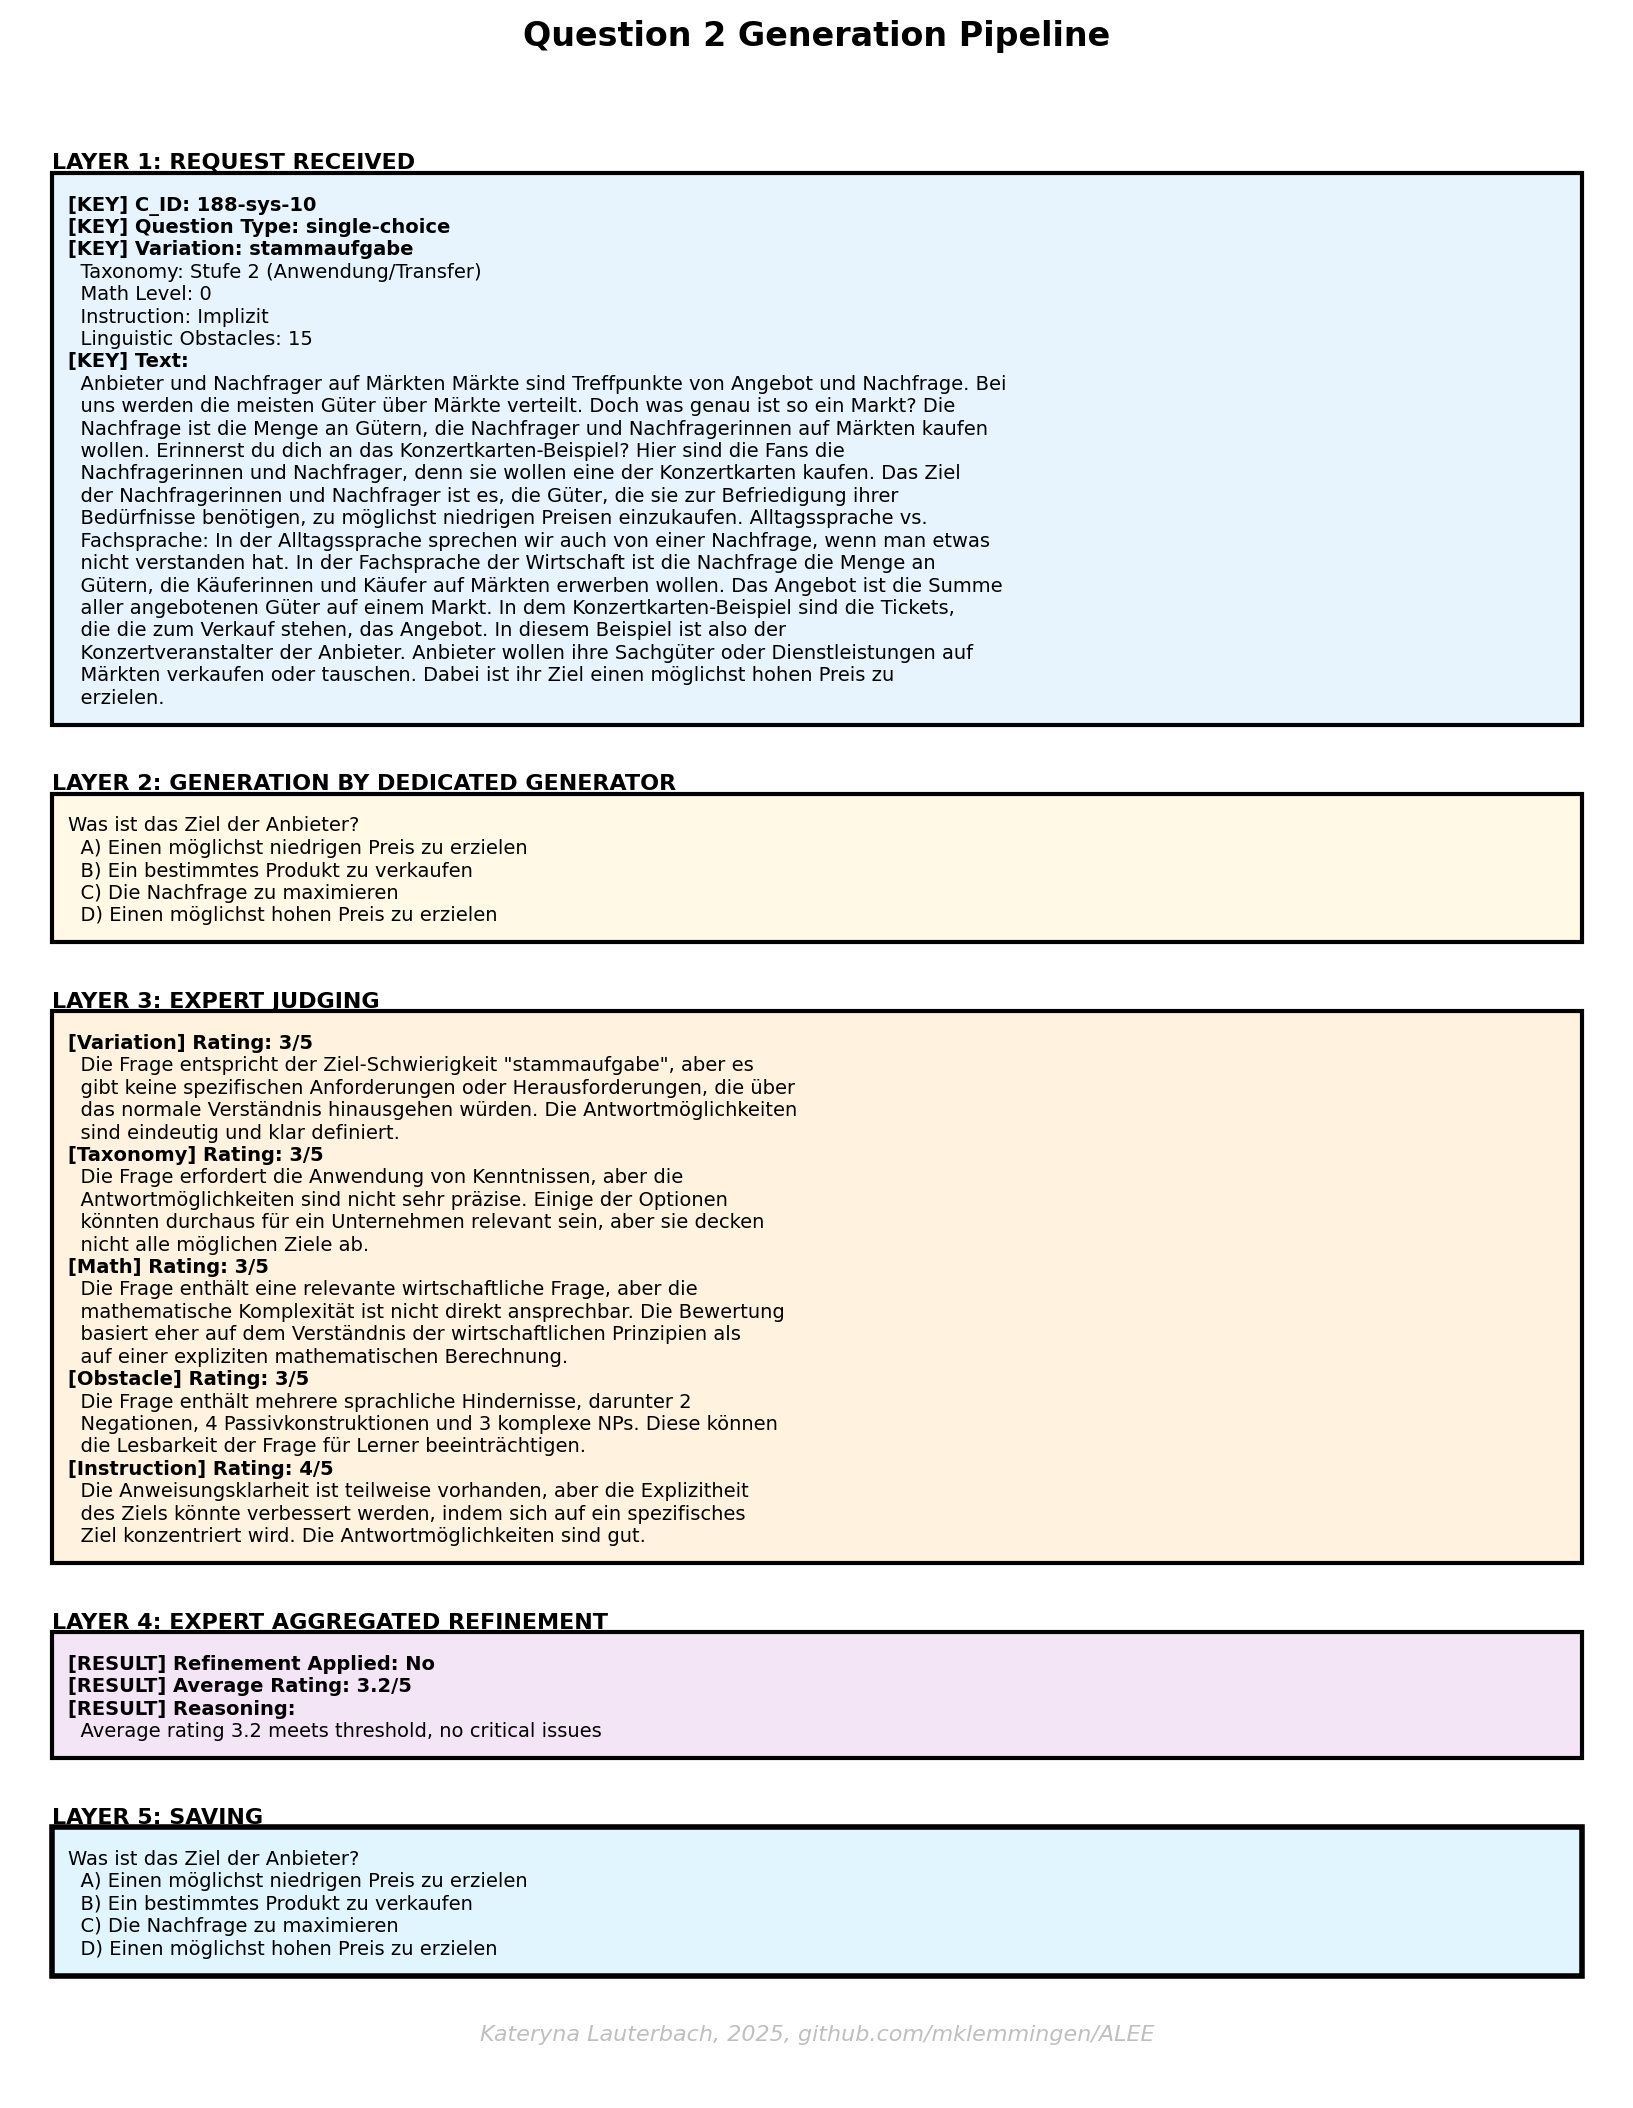 Question 2 Generation Pipeline
LAYER 1: REQUEST RECEIVED
[KEY] C_ID: 188-sys-10
[KEY] Question Type: single-choice
[KEY] Variation: stammaufgabe
Taxonomy: Stufe 2 (Anwendung/Transfer)
Math Level: 0
Instruction: Implizit
Linguistic Obstacles: 15
[KEY] Text:
Anbieter und Nachfrager auf Märkten Märkte sind Treffpunkte von Angebot und Nachfrage. Bei
uns werden die meisten Güter über Märkte verteilt. Doch was genau ist so ein Markt? Die
Nachfrage ist die Menge an Gütern, die Nachfrager und Nachfragerinnen auf Märkten kaufen
wollen. Erinnerst du dich an das Konzertkarten-Beispiel? Hier sind die Fans die
Nachfragerinnen und Nachfrager, denn sie wollen eine der Konzertkarten kaufen. Das Ziel
der Nachfragerinnen und Nachfrager ist es, die Güter, die sie zur Befriedigung ihrer
Bedürfnisse benötigen, zu möglichst niedrigen Preisen einzukaufen. Alltagssprache vs.
Fachsprache: In der Alltagssprache sprechen wir auch von einer Nachfrage, wenn man etwas
nicht verstanden hat. In der Fachsprache der Wirtschaft ist die Nachfrage die Menge an
Gütern, die Käuferinnen und Käufer auf Märkten erwerben wollen. Das Angebot ist die Summe
aller angebotenen Güter auf einem Markt. In dem Konzertkarten-Beispiel sind die Tickets,
die die zum Verkauf stehen, das Angebot. In diesem Beispiel ist also der
Konzertveranstalter der Anbieter. Anbieter wollen ihre Sachgüter oder Dienstleistungen auf
Märkten verkaufen oder tauschen. Dabei ist ihr Ziel einen möglichst hohen Preis zu
erzielen.
LAYER 2: GENERATION BY DEDICATED GENERATOR
Was ist das Ziel der Anbieter?
A) Einen möglichst niedrigen Preis zu erzielen
B) Ein bestimmtes Produkt zu verkaufen
C) Die Nachfrage zu maximieren
D) Einen möglichst hohen Preis zu erzielen
LAYER 3: EXPERT JUDGING
[Variation] Rating: 3/5
Die Frage entspricht der Ziel-Schwierigkeit "stammaufgabe", aber es
gibt keine spezifischen Anforderungen oder Herausforderungen, die über
das normale Verständnis hinausgehen würden. Die Antwortmöglichkeiten
sind eindeutig und klar definiert.
[Taxonomy] Rating: 3/5
Die Frage erfordert die Anwendung von Kenntnissen, aber die
Antwortmöglichkeiten sind nicht sehr präzise. Einige der Optionen
könnten durchaus für ein Unternehmen relevant sein, aber sie decken
nicht alle möglichen Ziele ab.
[Math] Rating: 3/5
Die Frage enthält eine relevante wirtschaftliche Frage, aber die
mathematische Komplexität ist nicht direkt ansprechbar. Die Bewertung
basiert eher auf dem Verständnis der wirtschaftlichen Prinzipien als
auf einer expliziten mathematischen Berechnung.
[Obstacle] Rating: 3/5
Die Frage enthält mehrere sprachliche Hindernisse, darunter 2
Negationen, 4 Passivkonstruktionen und 3 komplexe NPs. Diese können
die Lesbarkeit der Frage für Lerner beeinträchtigen.
[Instruction] Rating: 4/5
Die Anweisungsklarheit ist teilweise vorhanden, aber die Explizitheit
des Ziels könnte verbessert werden, indem sich auf ein spezifisches
Ziel konzentriert wird. Die Antwortmöglichkeiten sind gut.
LAYER 4: EXPERT AGGREGATED REFINEMENT
[RESULT] Refinement Applied: No
[RESULT] Average Rating: 3.2/5
[RESULT] Reasoning:
Average rating 3.2 meets threshold, no critical issues
LAYER 5: SAVING
Was ist das Ziel der Anbieter?
A) Einen möglichst niedrigen Preis zu erzielen
B) Ein bestimmtes Produkt zu verkaufen
C) Die Nachfrage zu maximieren
D) Einen möglichst hohen Preis zu erzielen
Kateryna Lauterbach, 2025, github.com/mklemmingen/ALEE